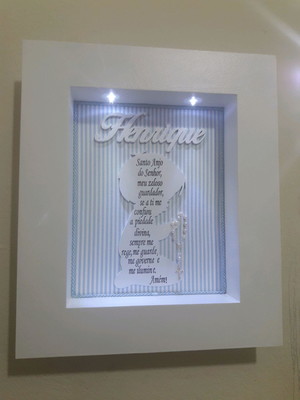 Henrique
Santo Anjo
do Senhor,
meu zeloso
guardador,
se a ti me
confiou
a piedade
divina,
sempre me
rege, me guarde,
me governe e
me ilumine.
Amém!